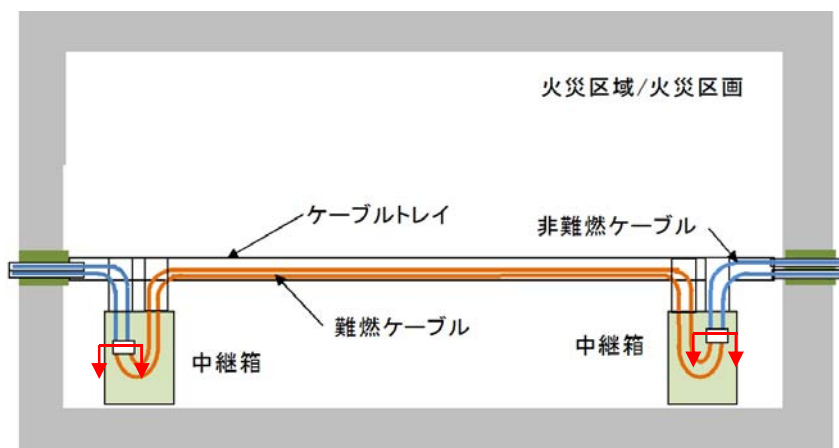 火災区域/火災区画
ケーブルトレイ
非難燃ケーブル
難燃ケーブル
中継箱
中継箱